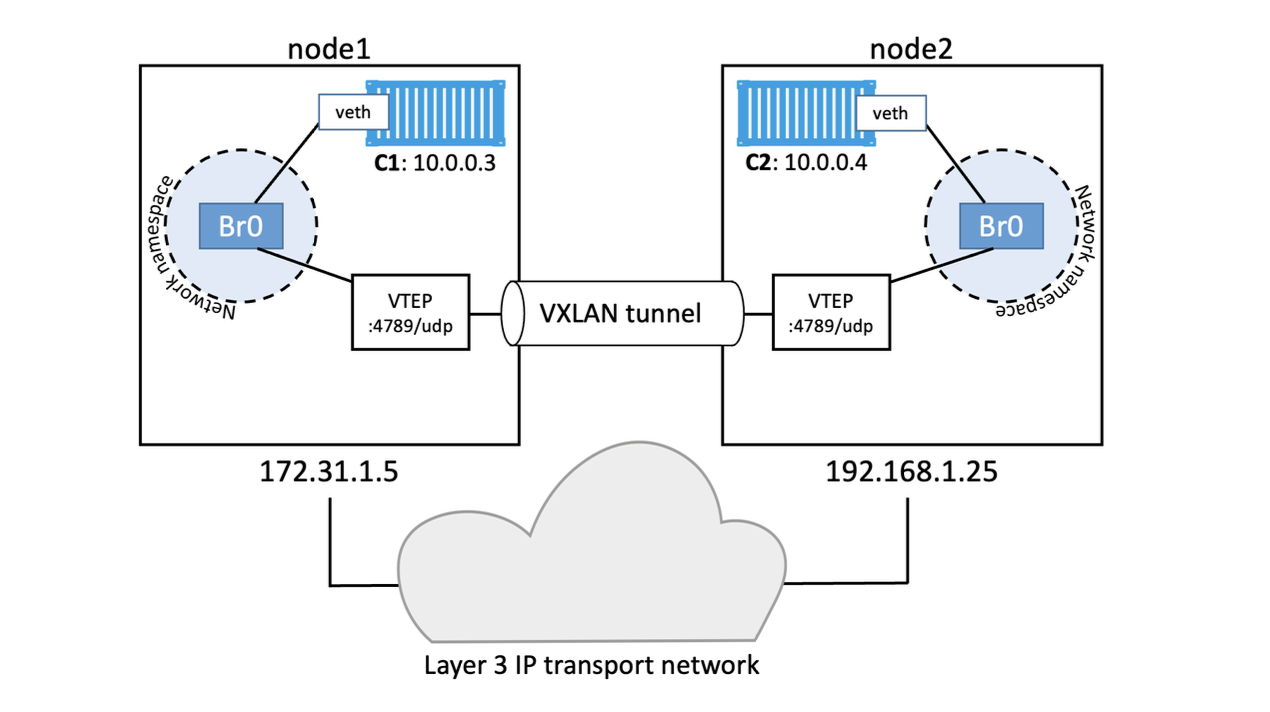 node1
node2
veth
C1: 10.0.0.3
Br0
Network namespace
VTEP
:4789/udp
VXLAN tunnel
veth
C2: 10.0.0.4
Br0
Network namespace
VTEP
:4789/udp
172.31.1.5
192.168.1.25
Layer 3 IP transport network